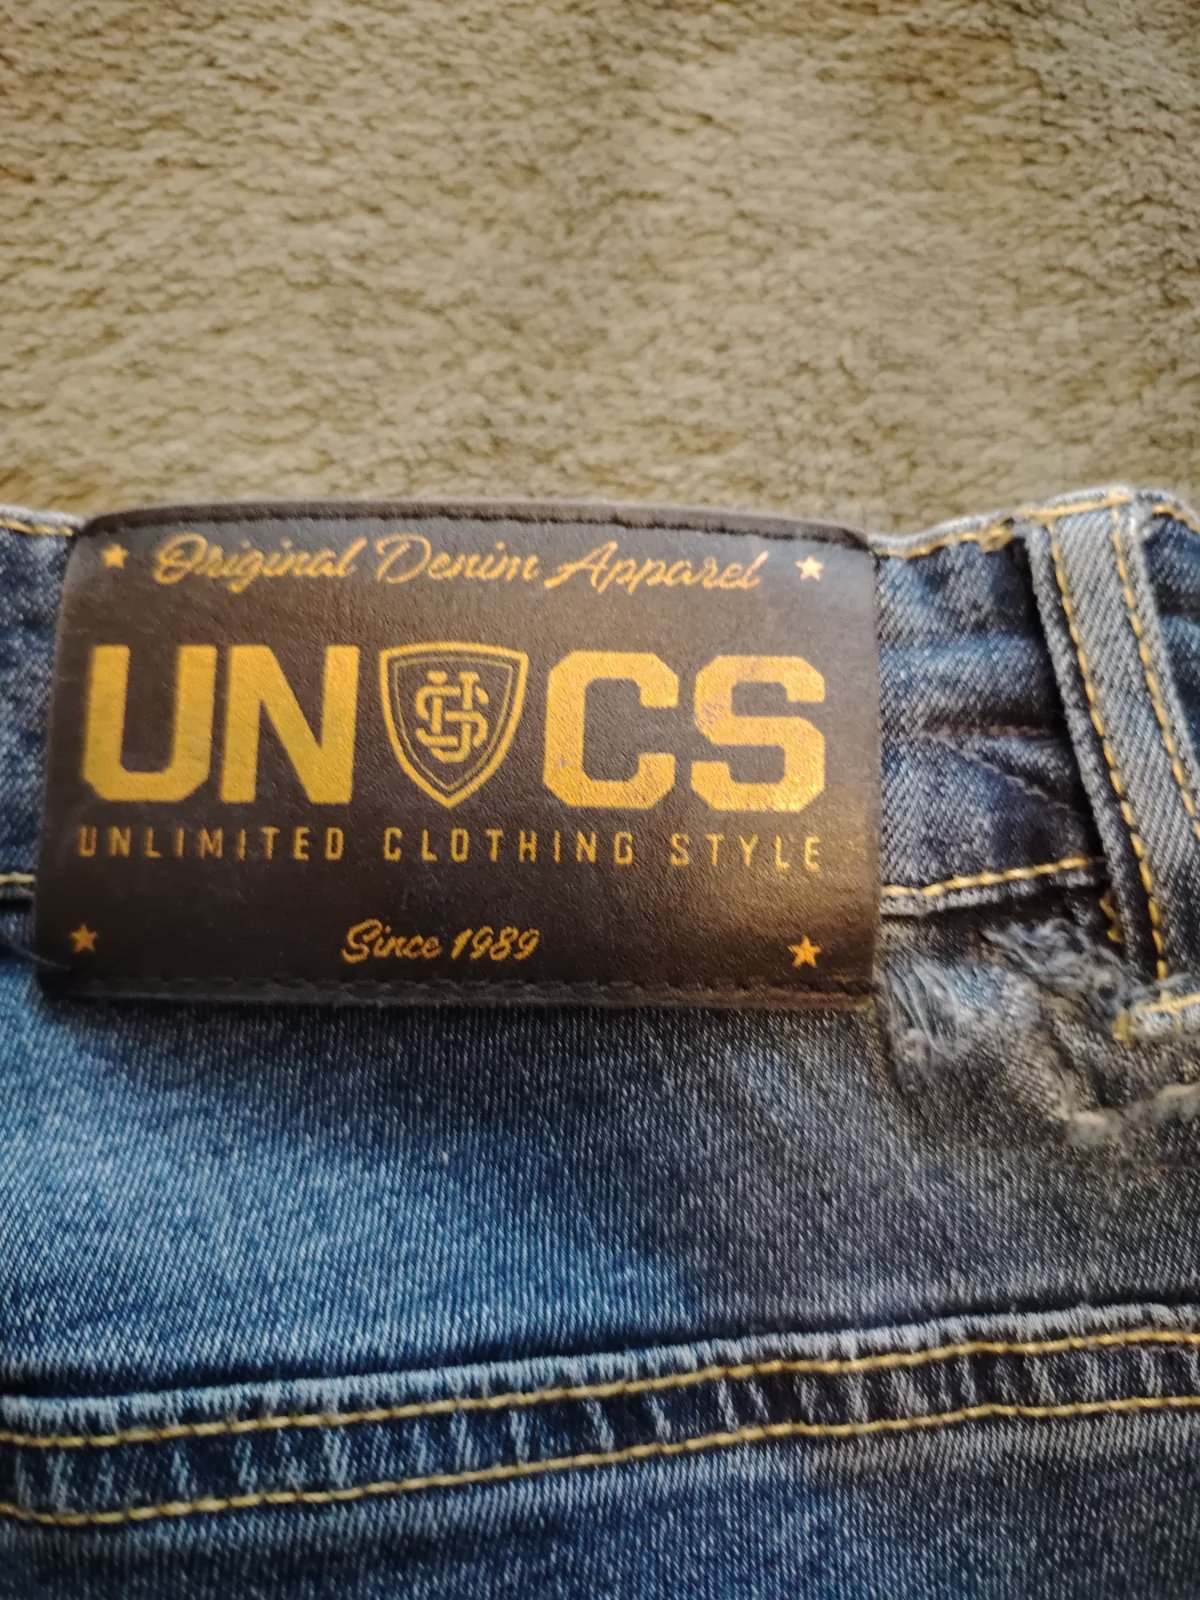 Original Denim Apparel
UN CS
UNLIMITED CLOTHING STYLE
Since 1989